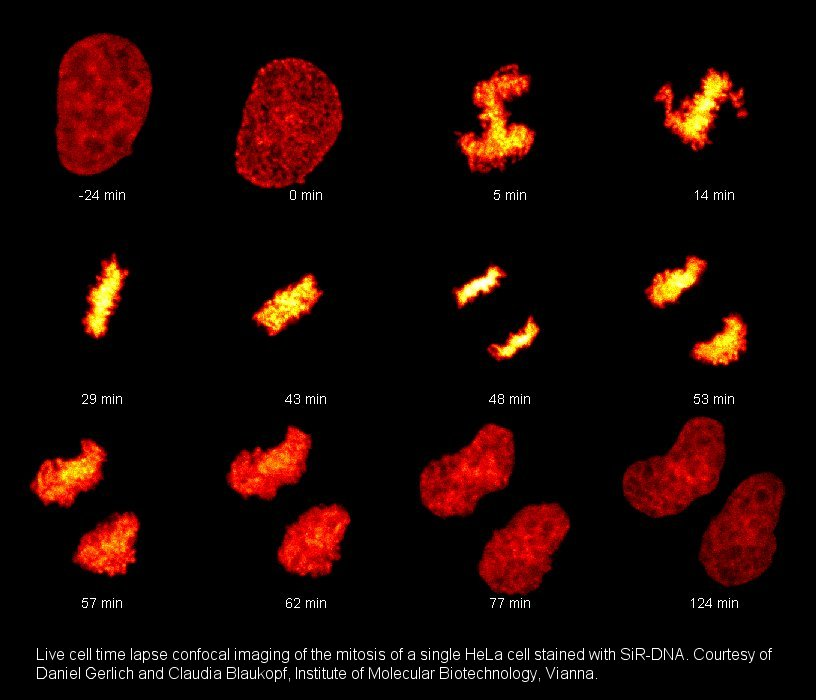 -24 min
0 min
5 min
14 min
29 min
43 min
48 min
53 min
57 min
62 min
77 min
124 min
Live cell time lapse confocal imaging of the mitosis of a single HeLa cell stained with SiR-DNA. Courtesy of
Daniel Gerlich and Claudia Blaukopf, Institute of Molecular Biotechnology, Vianna.